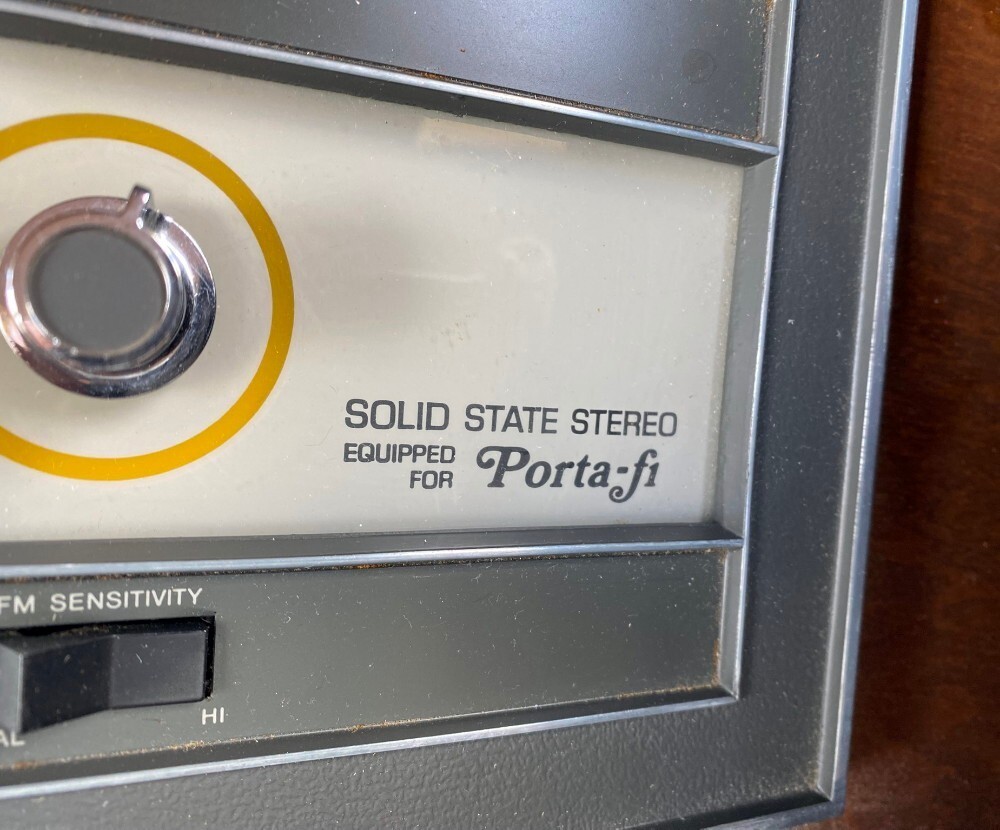 SOLID STATE STEREO
EQUIPPED
FOR Porta-fi
FM SENSITIVITY
HI